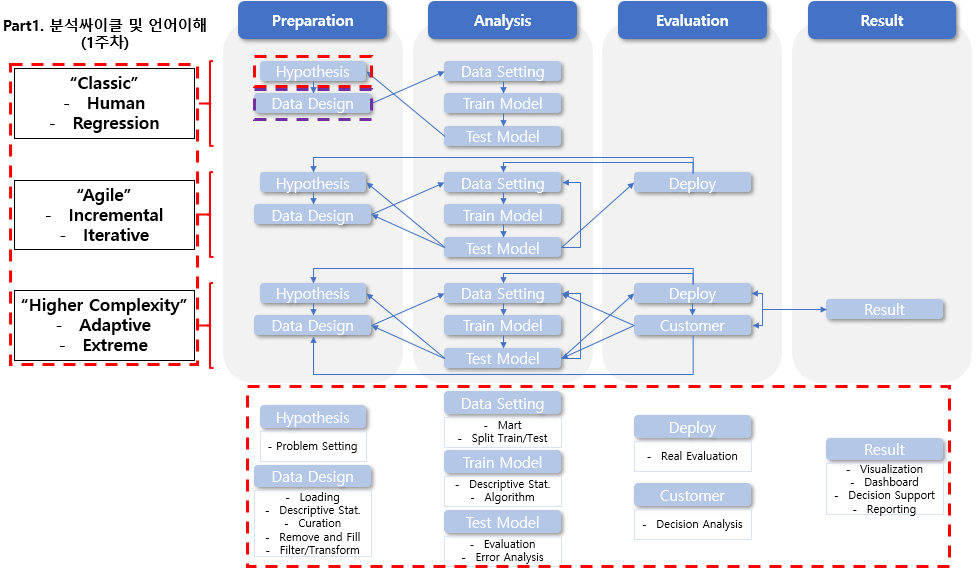 Part1. 분석싸이클 및 언어이해
(1주차)
Preparation
Analysis
Evaluation
Result
“Classic”
- Human
- Regression
Hypothesis
Data Design
Data Setting
Train Model
Test Model
“Agile”
- Incremental
- Iterative
Hypothesis
Data Design
Data Setting
Train Model
Test Model
Deploy
“Higher Complexity”
- Adaptive
- Extreme
Hypothesis
Data Design
Data Setting
Train Model
Test Model
Deploy
Customer
Result
Hypothesis
- Problem Setting
Data Design
- Loading
- Descriptive Stat.
- Curation
- Remove and Fill
- Filter/Transform
Data Setting
- Mart
- Split Train/Test
Train Model
- Descriptive Stat.
- Algorithm
Test Model
- Evaluation
- Error Analysis
Deploy
- Real Evaluation
Customer
- Decision Analysis
Result
- Visualization
- Dashboard
- Decision Support
- Reporting